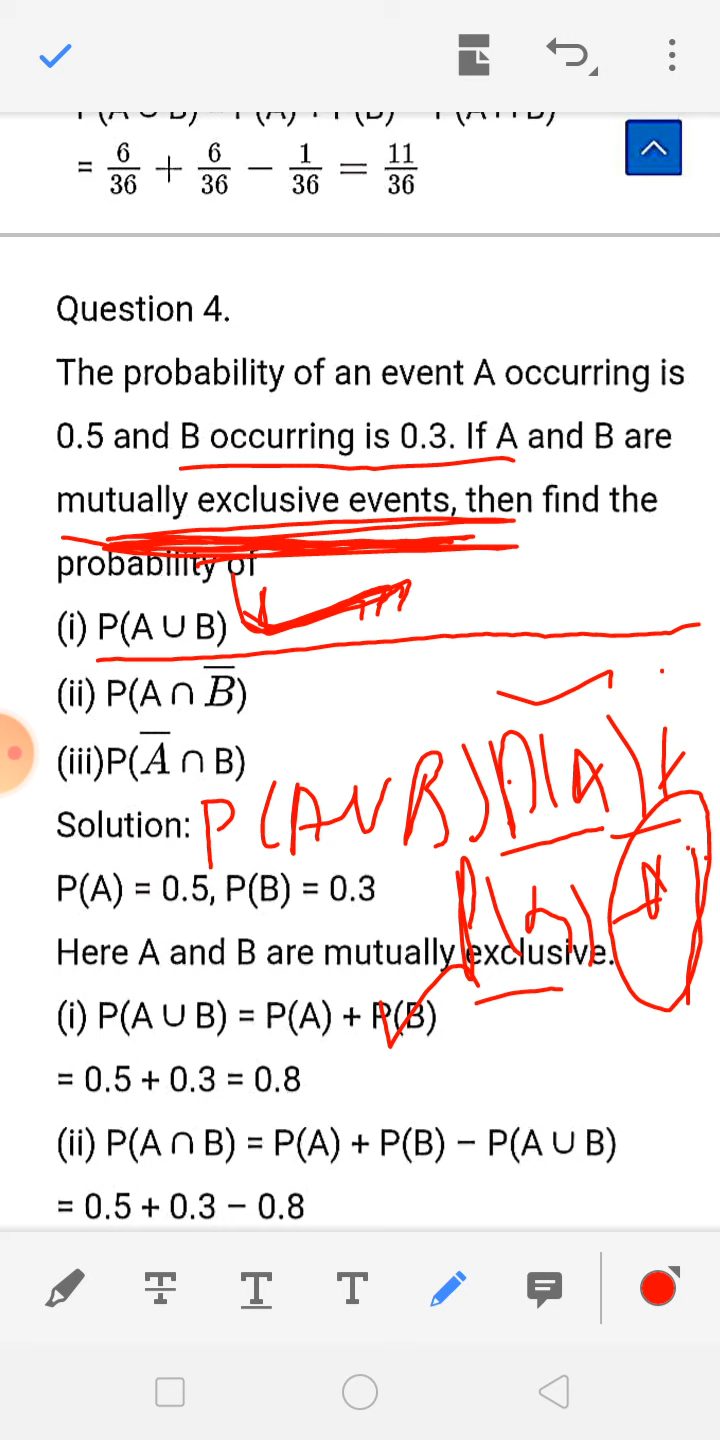 P(A ∪ B) = P(A) + P(B) − P(A ∩ B)
= 6/36 + 6/36 − 1/36 = 11/36
Question 4.
The probability of an event A occurring is
0.5 and B occurring is 0.3. If A and B are
mutually exclusive events, then find the
probability of
(i) P(A ∪ B)
(ii) P(A ∩ B̅)
(iii)P(A̅ ∩ B)
P(A∪B) P(A) +
Solution:
P(A) = 0.5, P(B) = 0.3
P(B)
Here A and B are mutually exclusive.
(i) P(A ∪ B) = P(A) + P(B)
= 0.5 + 0.3 = 0.8
(ii) P(A ∩ B) = P(A) + P(B) − P(A ∪ B)
= 0.5 + 0.3 − 0.8